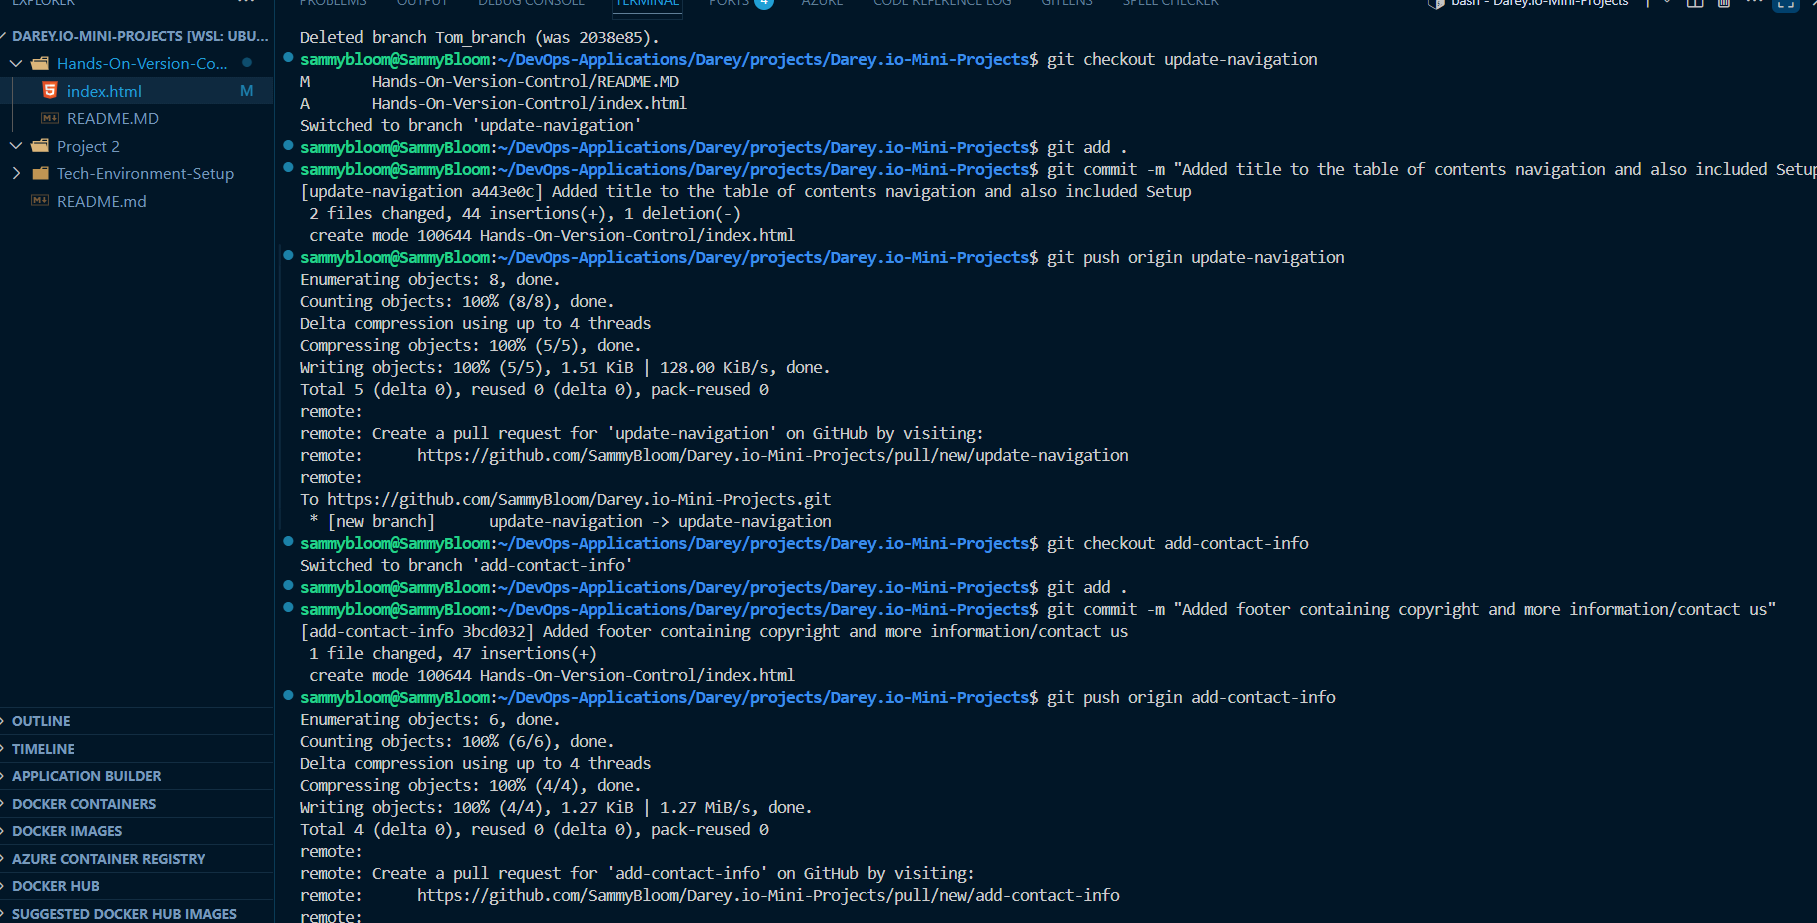 EXPLORER
PROBLEMS OUTPUT DEBUG CONSOLE TERMINAL PORTS 4 AZURE CODE REFERENCE LOG GITLENS SPELL CHECKER bash - Darey.io-Mini-Projects
DAREY.IO-MINI-PROJECTS [WSL: UBU...
Hands-On-Version-Co...
index.html M
README.MD
Project 2
Tech-Environment-Setup
README.md
OUTLINE
TIMELINE
APPLICATION BUILDER
DOCKER CONTAINERS
DOCKER IMAGES
AZURE CONTAINER REGISTRY
DOCKER HUB
SUGGESTED DOCKER HUB IMAGES
Deleted branch Tom_branch (was 2038e85).
sammybloom@SammyBloom:~/DevOps-Applications/Darey/projects/Darey.io-Mini-Projects$ git checkout update-navigation
M Hands-On-Version-Control/README.MD
A Hands-On-Version-Control/index.html
Switched to branch 'update-navigation'
sammybloom@SammyBloom:~/DevOps-Applications/Darey/projects/Darey.io-Mini-Projects$ git add .
sammybloom@SammyBloom:~/DevOps-Applications/Darey/projects/Darey.io-Mini-Projects$ git commit -m "Added title to the table of contents navigation and also included Setup
[update-navigation a443e0c] Added title to the table of contents navigation and also included Setup
2 files changed, 44 insertions(+), 1 deletion(-)
create mode 100644 Hands-On-Version-Control/index.html
sammybloom@SammyBloom:~/DevOps-Applications/Darey/projects/Darey.io-Mini-Projects$ git push origin update-navigation
Enumerating objects: 8, done.
Counting objects: 100% (8/8), done.
Delta compression using up to 4 threads
Compressing objects: 100% (5/5), done.
Writing objects: 100% (5/5), 1.51 KiB | 128.00 KiB/s, done.
Total 5 (delta 0), reused 0 (delta 0), pack-reused 0
remote:
remote: Create a pull request for 'update-navigation' on GitHub by visiting:
remote: https://github.com/SammyBloom/Darey.io-Mini-Projects/pull/new/update-navigation
remote:
To https://github.com/SammyBloom/Darey.io-Mini-Projects.git
* [new branch] update-navigation -> update-navigation
sammybloom@SammyBloom:~/DevOps-Applications/Darey/projects/Darey.io-Mini-Projects$ git checkout add-contact-info
Switched to branch 'add-contact-info'
sammybloom@SammyBloom:~/DevOps-Applications/Darey/projects/Darey.io-Mini-Projects$ git add .
sammybloom@SammyBloom:~/DevOps-Applications/Darey/projects/Darey.io-Mini-Projects$ git commit -m "Added footer containing copyright and more information/contact us"
[add-contact-info 3bcd032] Added footer containing copyright and more information/contact us
1 file changed, 47 insertions(+)
create mode 100644 Hands-On-Version-Control/index.html
sammybloom@SammyBloom:~/DevOps-Applications/Darey/projects/Darey.io-Mini-Projects$ git push origin add-contact-info
Enumerating objects: 6, done.
Counting objects: 100% (6/6), done.
Delta compression using up to 4 threads
Compressing objects: 100% (4/4), done.
Writing objects: 100% (4/4), 1.27 KiB | 1.27 MiB/s, done.
Total 4 (delta 0), reused 0 (delta 0), pack-reused 0
remote:
remote: Create a pull request for 'add-contact-info' on GitHub by visiting:
remote: https://github.com/SammyBloom/Darey.io-Mini-Projects/pull/new/add-contact-info
remote: